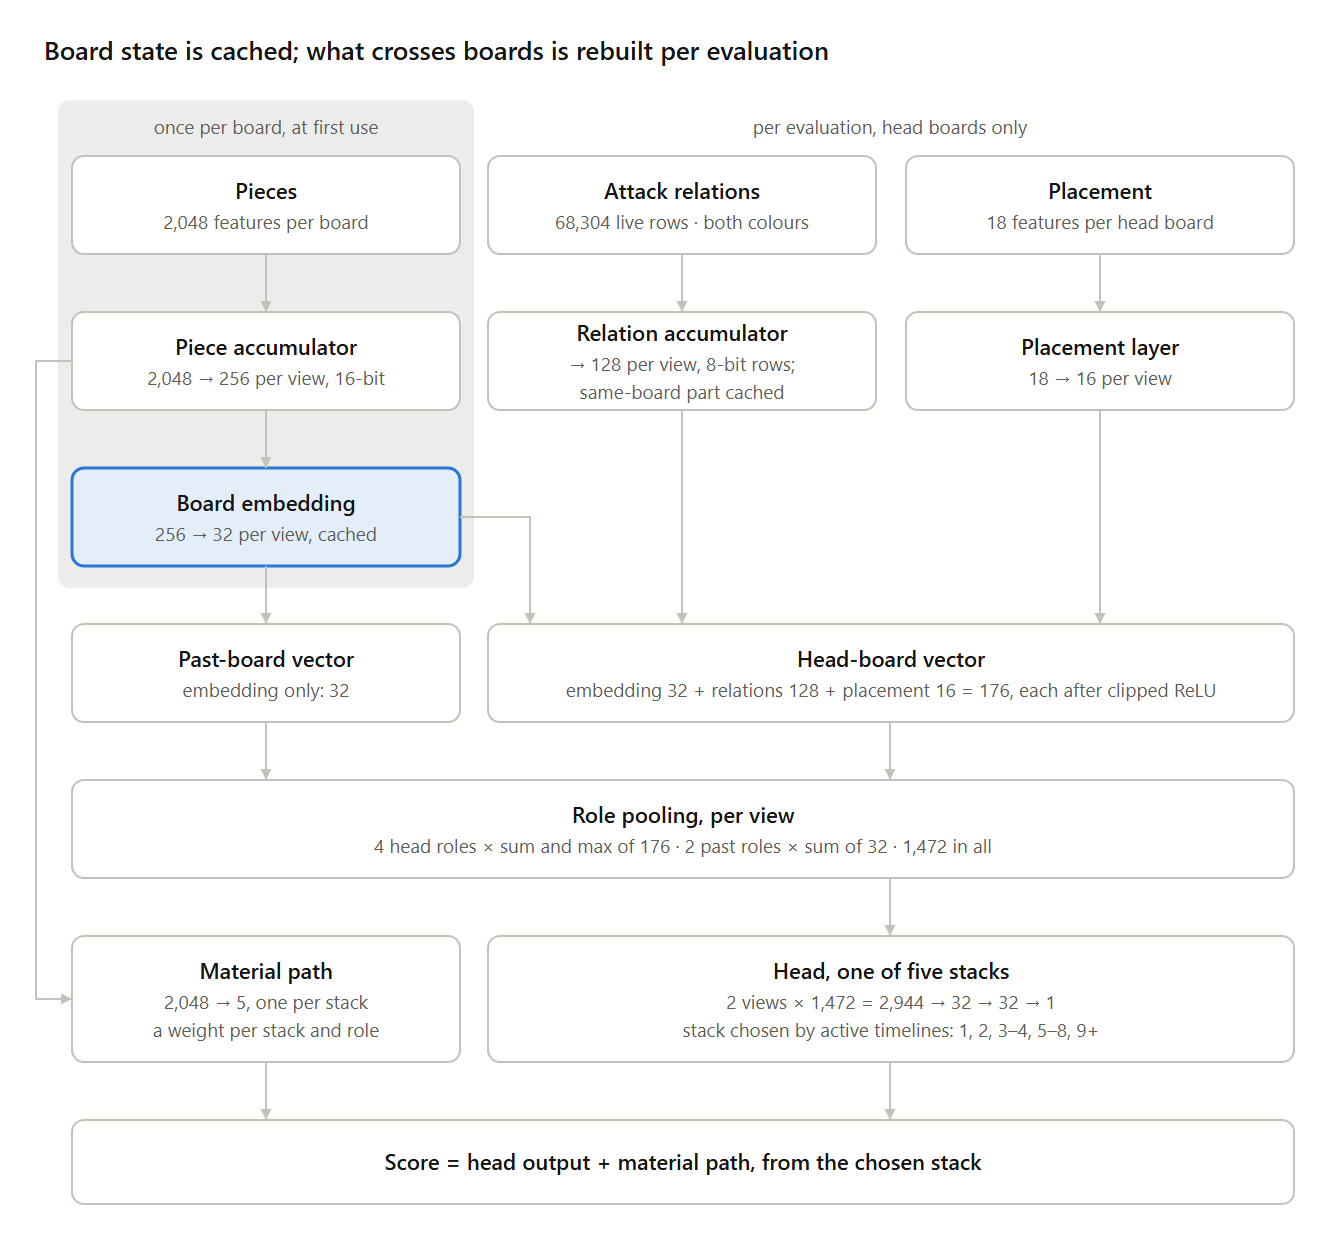 Board state is cached; what crosses boards is rebuilt per evaluation
once per board, at first use
per evaluation, head boards only
Pieces
2,048 features per board
Attack relations
68,304 live rows · both colours
Placement
18 features per head board
Piece accumulator
2,048 → 256 per view, 16-bit
Relation accumulator
→ 128 per view, 8-bit rows;
same-board part cached
Placement layer
18 → 16 per view
Board embedding
256 → 32 per view, cached
Past-board vector
embedding only: 32
Head-board vector
embedding 32 + relations 128 + placement 16 = 176, each after clipped ReLU
Role pooling, per view
4 head roles × sum and max of 176 · 2 past roles × sum of 32 · 1,472 in all
Material path
2,048 → 5, one per stack
a weight per stack and role
Head, one of five stacks
2 views × 1,472 = 2,944 → 32 → 32 → 1
stack chosen by active timelines: 1, 2, 3–4, 5–8, 9+
Score = head output + material path, from the chosen stack